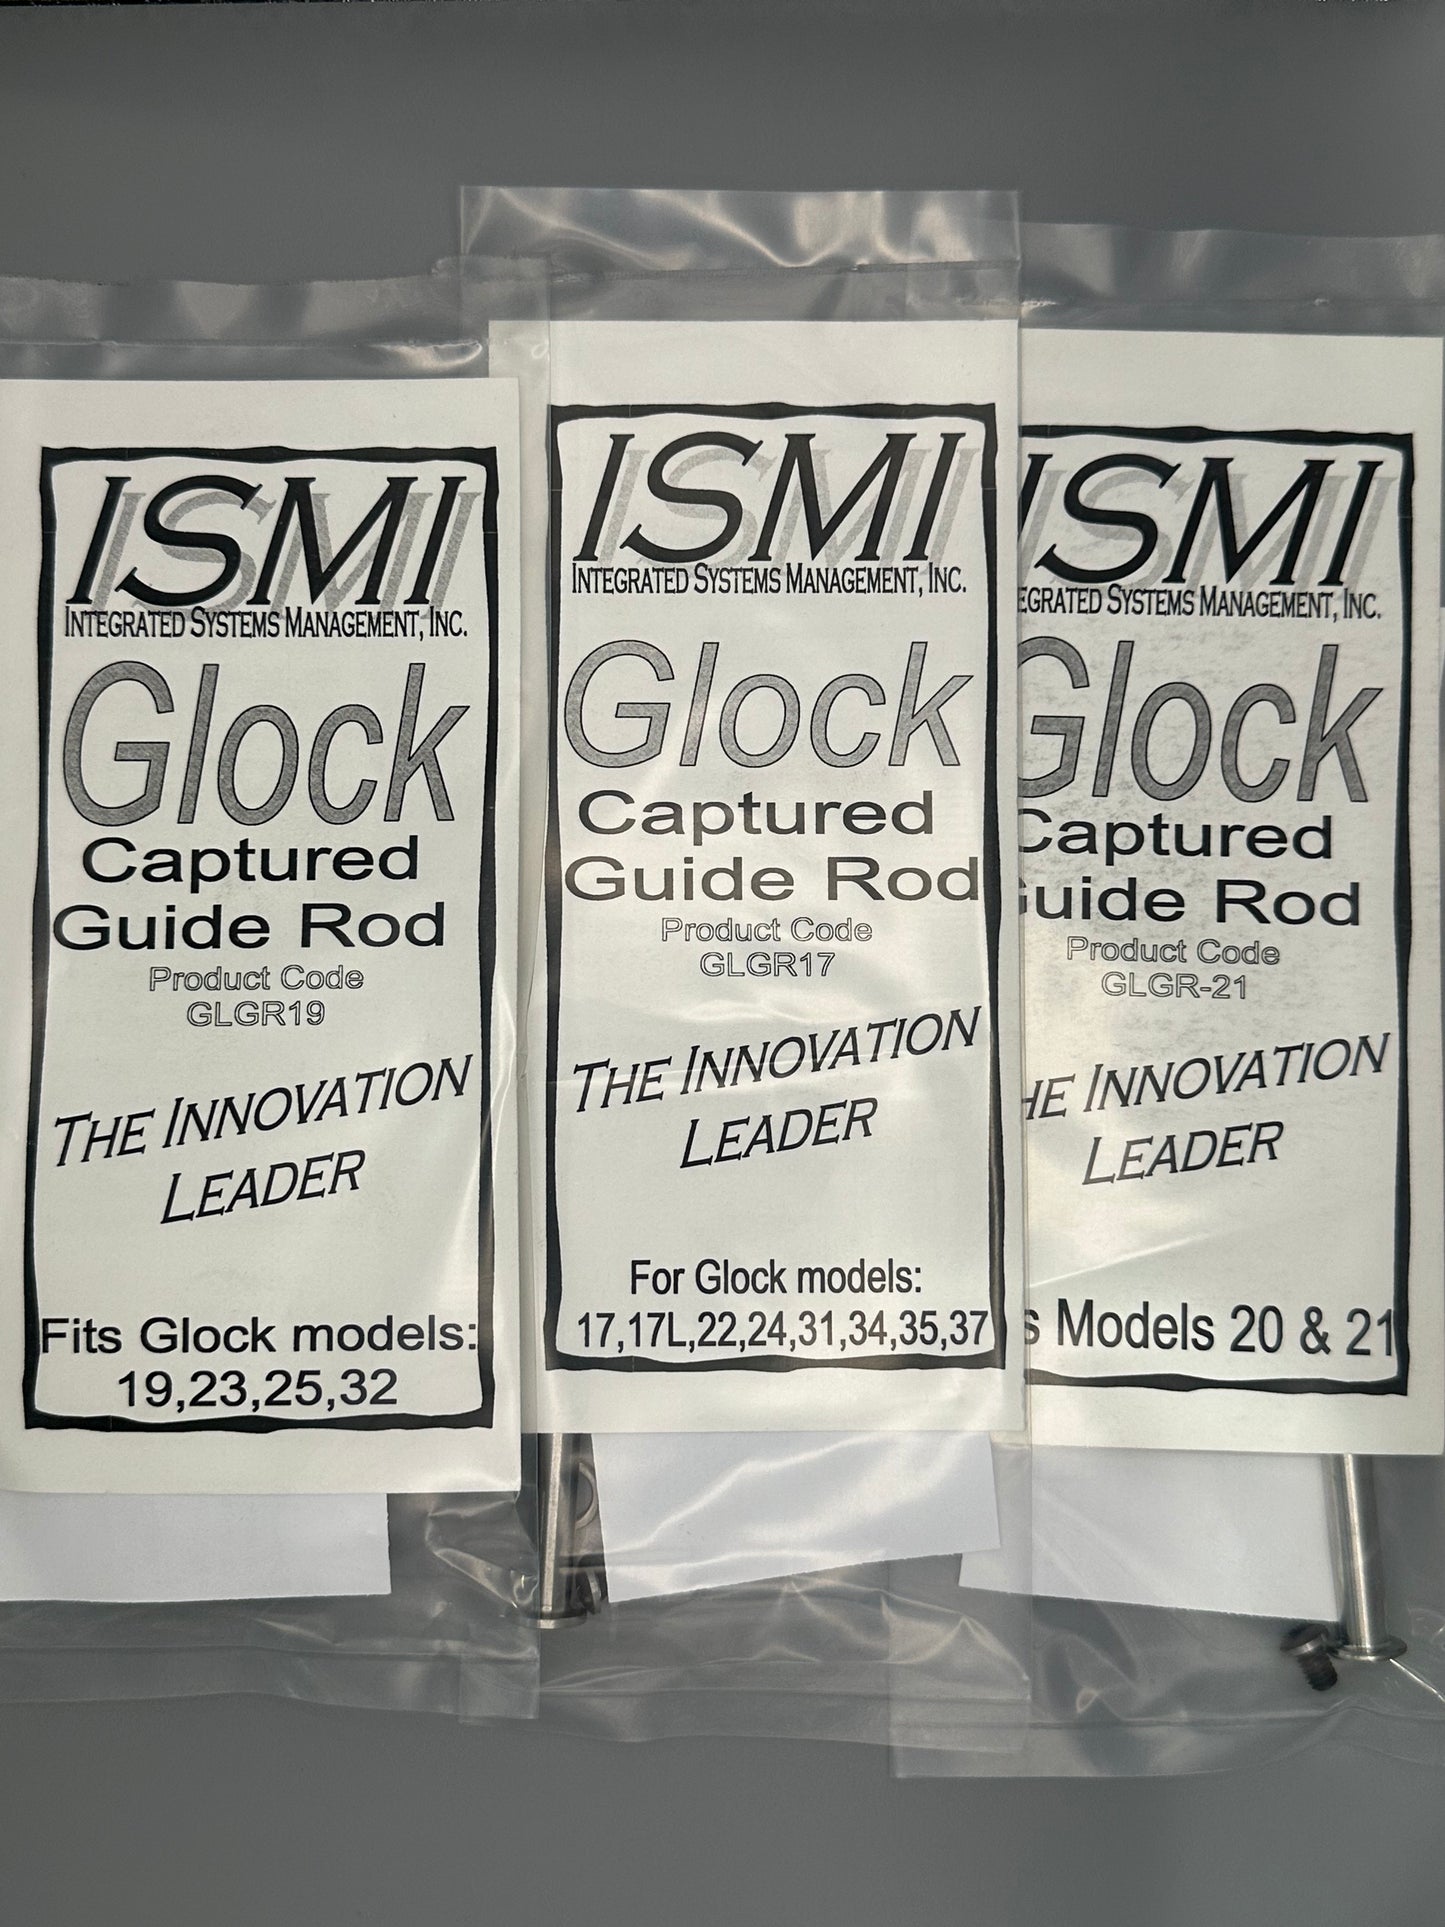 ISMI
INTEGRATED SYSTEMS MANAGEMENT, INC.
Glock
Captured
Guide Rod
Product Code
GLGR19
THE INNOVATION
LEADER
Fits Glock models:
19,23,25,32
ISMI
INTEGRATED SYSTEMS MANAGEMENT, INC.
Glock
Captured
Guide Rod
Product Code
GLGR17
THE INNOVATION
LEADER
For Glock models:
17,17L,22,24,31,34,35,37
ISMI
EGRATED SYSTEMS MANAGEMENT, INC.
Glock
Captured
uide Rod
Product Code
GLGR-21
HE INNOVATION
LEADER
s Models 20 & 21